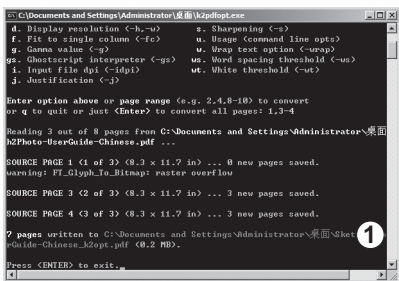 C:\Documents and Settings\Administrator\桌面\k2pdfopt.exe
d. Display resolution (-h,-w) s. Sharpening (-s)
f. Fit to single column (-fc) u. Usage (command line opts)
g. Gamma value (-g) w. Wrap text option (-wrap)
gs. Ghostscript interpreter (-gs) ws. Word spacing threshold (-ws)
i. Input file dpi (-idpi) wt. White threshold (-wt)
j. Justification (-j)
Enter option above or page range (e.g. 2,4,8-10) to convert
or q to quit or just <Enter> to convert all pages: 1,3-4
Reading 3 out of 8 pages from C:\Documents and Settings\Administrator\桌面
h2Photo-UserGuide-Chinese.pdf ...
SOURCE PAGE 1 (1 of 3) (8.3 x 11.7 in) ... 0 new pages saved.
warning: FT_Glyph_To_Bitmap: raster overflow
SOURCE PAGE 3 (2 of 3) (8.3 x 11.7 in) ... 3 new pages saved.
SOURCE PAGE 4 (3 of 3) (8.3 x 11.7 in) ... 3 new pages saved.
7 pages written to C:\Documents and Settings\Administrator\桌面\Sket
rGuide-Chinese_k2opt.pdf (0.2 MB).
1
Press <ENTER> to exit._